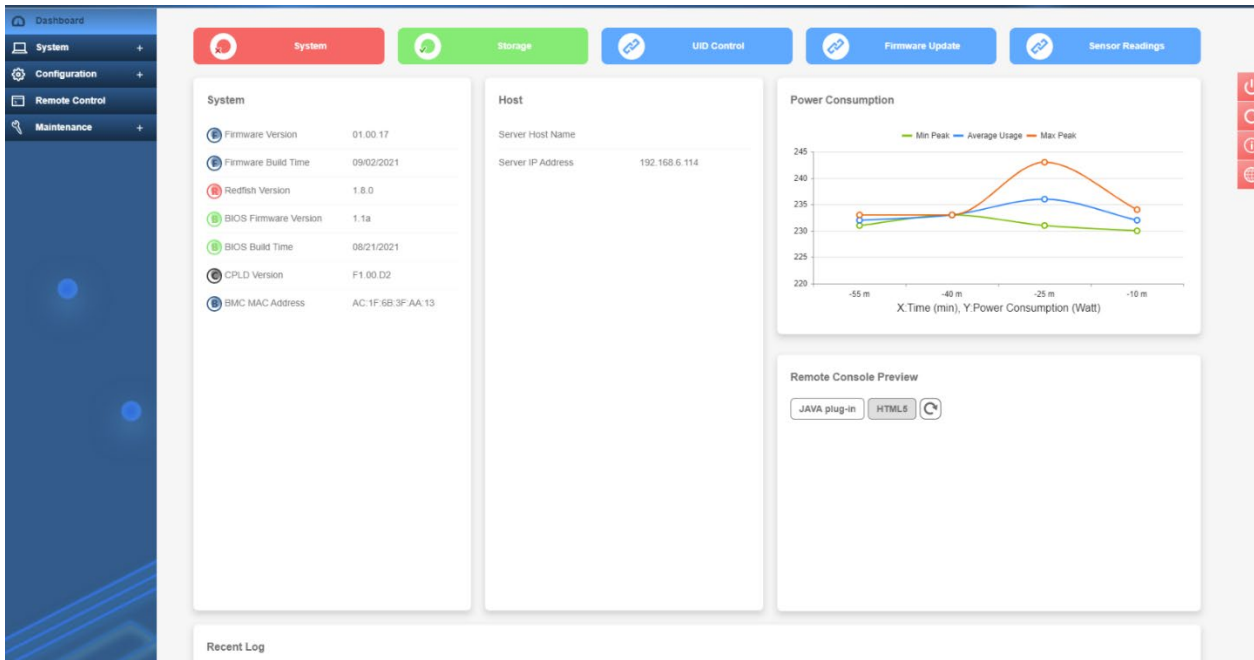 Dashboard
System +
Configuration +
Remote Control
Maintenance +
System
Storage
UID Control
Firmware Update
Sensor Readings
System
F Firmware Version 01.00.17
F Firmware Build Time 09/02/2021
R Redfish Version 1.8.0
B BIOS Firmware Version 1.1a
B BIOS Build Time 08/21/2021
C CPLD Version F1.00.D2
B BMC MAC Address AC:1F:6B:3F:AA:13
Host
Server Host Name
Server IP Address 192.168.6.114
Power Consumption
Min Peak Average Usage Max Peak
245
240
235
230
225
220
-55 m -40 m -25 m -10 m
X:Time (min), Y:Power Consumption (Watt)
Remote Console Preview
JAVA plug-in HTML5
Recent Log